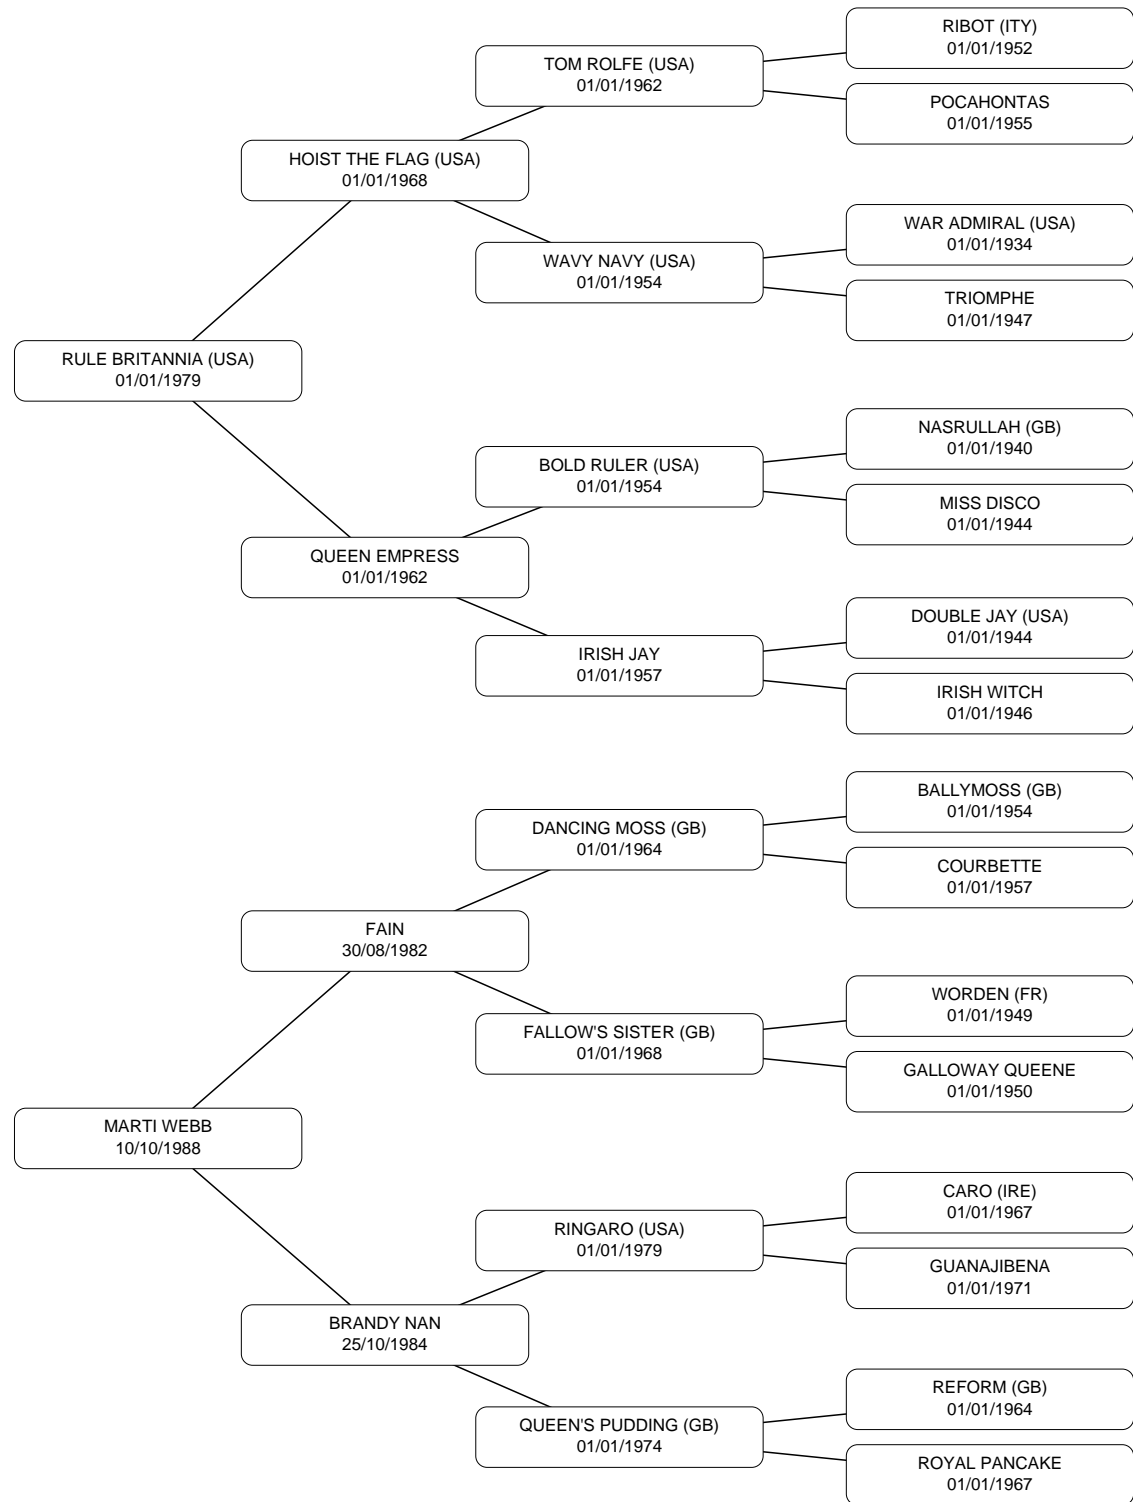 RIBOT (ITY)
01/01/1952
TOM ROLFE (USA)
01/01/1962
POCAHONTAS
01/01/1955
HOIST THE FLAG (USA)
01/01/1968
WAR ADMIRAL (USA)
01/01/1934
WAVY NAVY (USA)
01/01/1954
TRIOMPHE
01/01/1947
RULE BRITANNIA (USA)
01/01/1979
NASRULLAH (GB)
01/01/1940
BOLD RULER (USA)
01/01/1954
MISS DISCO
01/01/1944
QUEEN EMPRESS
01/01/1962
DOUBLE JAY (USA)
01/01/1944
IRISH JAY
01/01/1957
IRISH WITCH
01/01/1946
BALLYMOSS (GB)
01/01/1954
DANCING MOSS (GB)
01/01/1964
COURBETTE
01/01/1957
FAIN
30/08/1982
WORDEN (FR)
01/01/1949
FALLOW'S SISTER (GB)
01/01/1968
GALLOWAY QUEENE
01/01/1950
MARTI WEBB
10/10/1988
CARO (IRE)
01/01/1967
RINGARO (USA)
01/01/1979
GUANAJIBENA
01/01/1971
BRANDY NAN
25/10/1984
REFORM (GB)
01/01/1964
QUEEN'S PUDDING (GB)
01/01/1974
ROYAL PANCAKE
01/01/1967